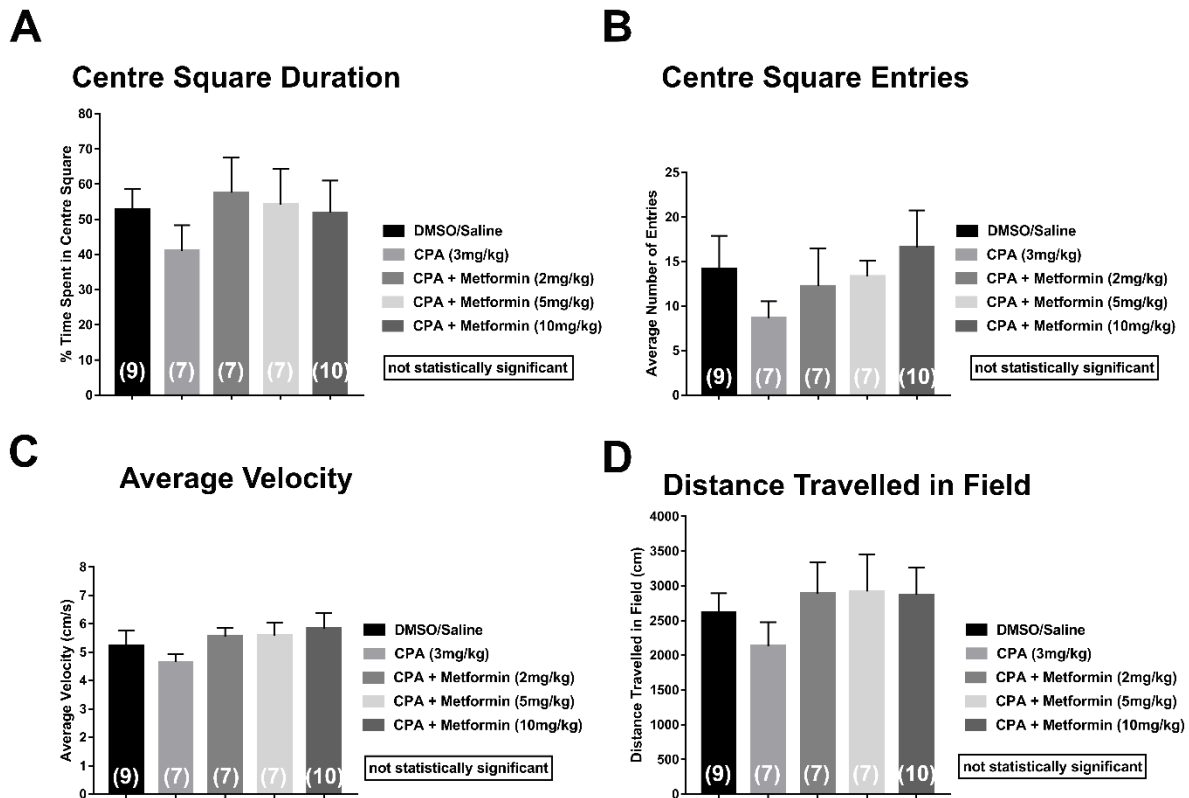 A
Centre Square Duration
% Time Spent in Centre Square
80
70
60
50
40
30
20
10
0
(9)
(7)
(7)
(7)
(10)
DMSO/Saline
CPA (3mg/kg)
CPA + Metformin (2mg/kg)
CPA + Metformin (5mg/kg)
CPA + Metformin (10mg/kg)
not statistically significant
B
Centre Square Entries
Average Number of Entries
25
20
15
10
5
0
(9)
(7)
(7)
(7)
(10)
DMSO/Saline
CPA (3mg/kg)
CPA + Metformin (2mg/kg)
CPA + Metformin (5mg/kg)
CPA + Metformin (10mg/kg)
not statistically significant
C
Average Velocity
Average Velocity (cm/s)
8
7
6
5
4
3
2
1
0
(9)
(7)
(7)
(7)
(10)
DMSO/Saline
CPA (3mg/kg)
CPA + Metformin (2mg/kg)
CPA + Metformin (5mg/kg)
CPA + Metformin (10mg/kg)
not statistically significant
D
Distance Travelled in Field
Distance Travelled in Field (cm)
4000
3500
3000
2500
2000
1500
1000
500
0
(9)
(7)
(7)
(7)
(10)
DMSO/Saline
CPA (3mg/kg)
CPA + Metformin (2mg/kg)
CPA + Metformin (5mg/kg)
CPA + Metformin (10mg/kg)
not statistically significant